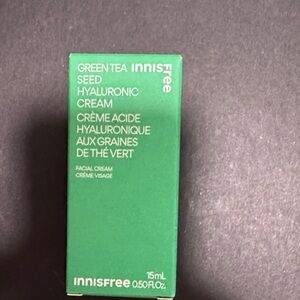 GREEN TEA innisfree
SEED
HYALURONIC
CREAM
CRÈME ACIDE
HYALURONIQUE
AUX GRAINES
DE THÉ VERT
FACIAL CREAM
CRÈME VISAGE
15mL
innisfree 0.50 Fl.Oz.